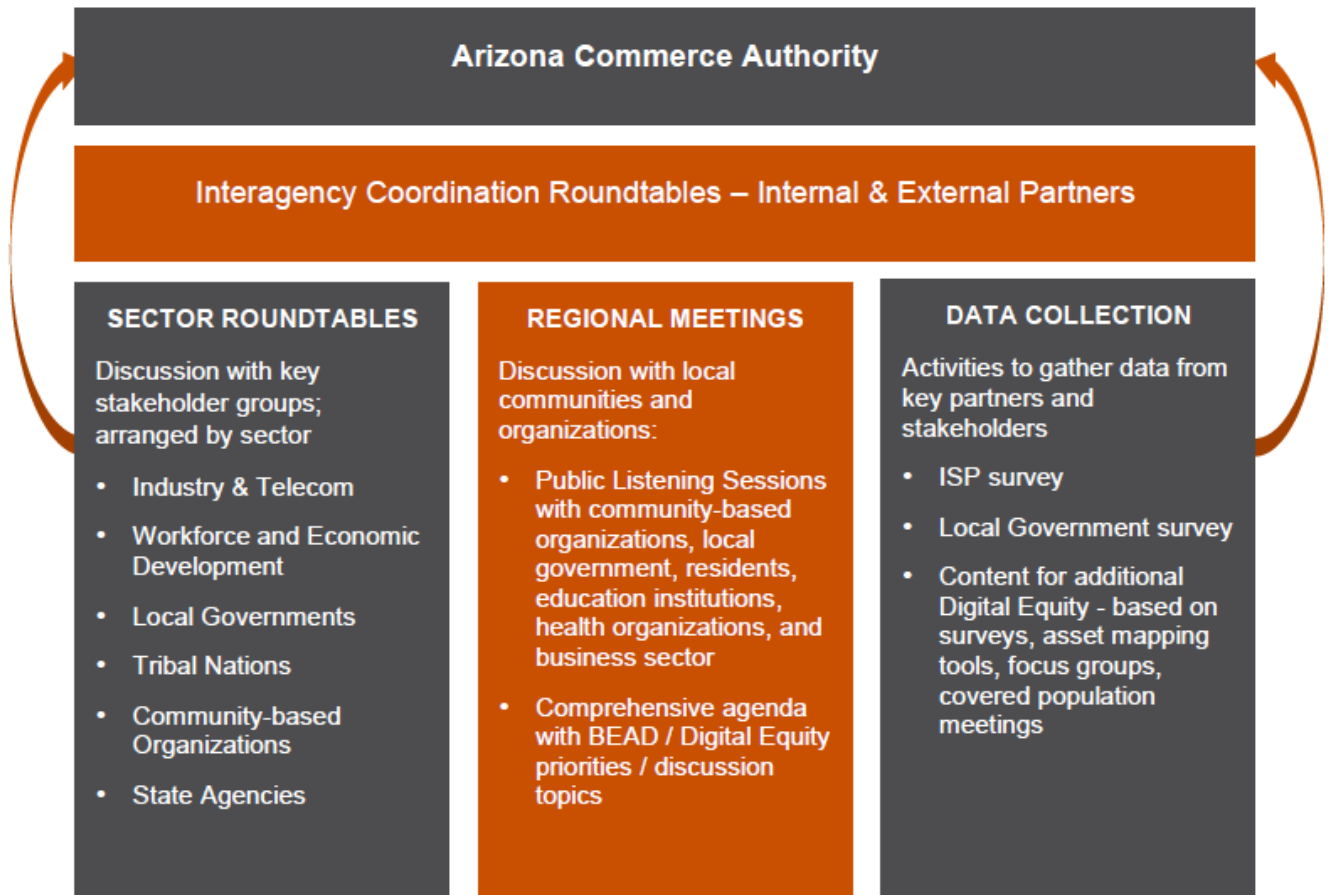 Arizona Commerce Authority
Interagency Coordination Roundtables – Internal & External Partners
SECTOR ROUNDTABLES
Discussion with key
stakeholder groups;
arranged by sector
• Industry & Telecom
• Workforce and Economic
Development
• Local Governments
• Tribal Nations
• Community-based
Organizations
• State Agencies
REGIONAL MEETINGS
Discussion with local
communities and
organizations:
• Public Listening Sessions
with community-based
organizations, local
government, residents,
education institutions,
health organizations, and
business sector
• Comprehensive agenda
with BEAD / Digital Equity
priorities / discussion
topics
DATA COLLECTION
Activities to gather data from
key partners and
stakeholders
• ISP survey
• Local Government survey
• Content for additional
Digital Equity - based on
surveys, asset mapping
tools, focus groups,
covered population
meetings